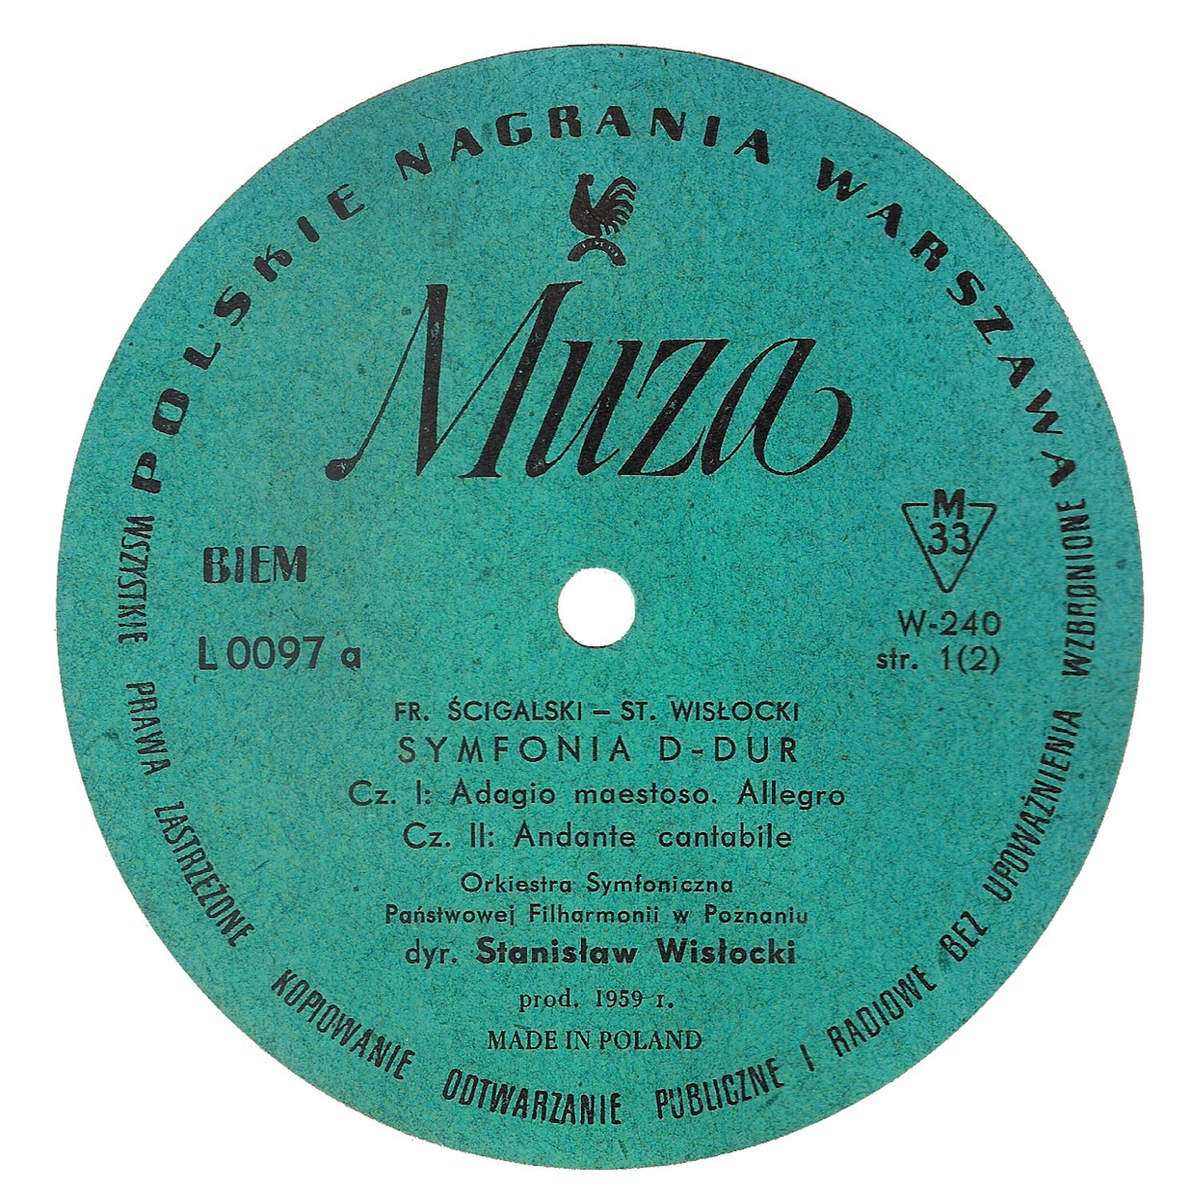 POLSKIE NAGRANIA WARSZAWA
Muza
M
33
BIEM
W-240
L 0097 a
str. 1(2)
FR. ŚCIGALSKI – ST. WISŁOCKI
SYMFONIA D-DUR
Cz. I: Adagio maestoso. Allegro
Cz. II: Andante cantabile
Orkiestra Symfoniczna
Państwowej Filharmonii w Poznaniu
dyr. Stanisław Wisłocki
prod. 1959 r.
MADE IN POLAND
WSZYSTKIE PRAWA ZASTRZEŻONE KOPIOWANIE ODTWARZANIE PUBLICZNE I RADIOWE BEZ UPOWAŻNIENIA WZBRONIONE